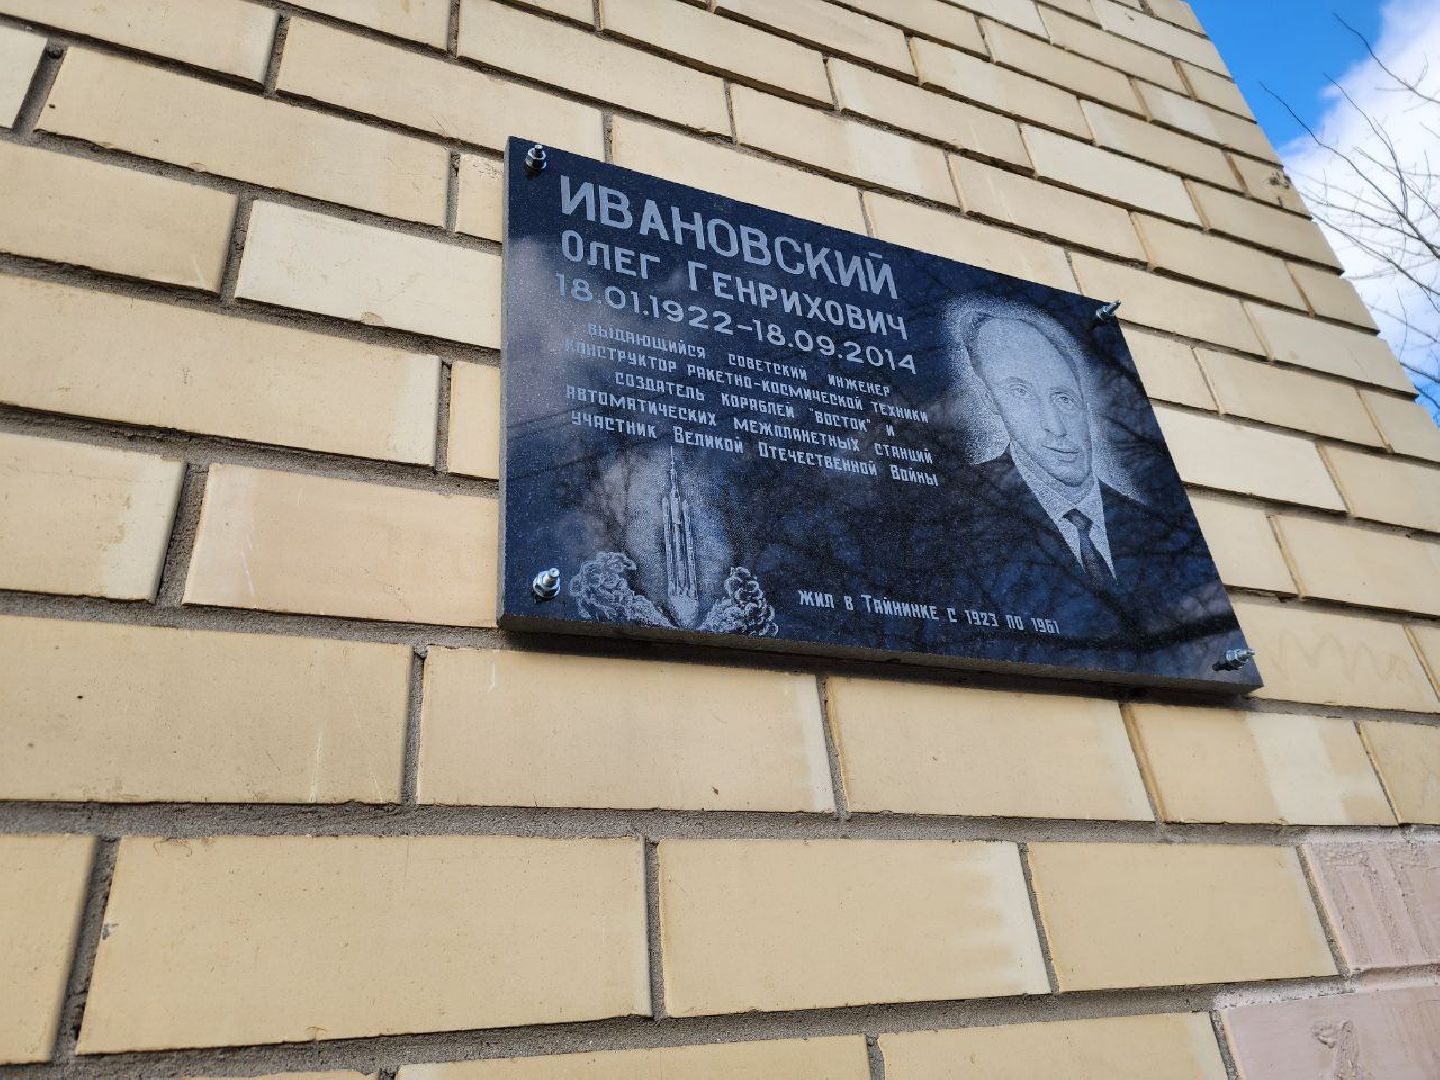 ИВАНОВСКИЙ
ОЛЕГ ГЕНРИХОВИЧ
18.01.1922–18.09.2014
ВЫДАЮЩИЙСЯ СОВЕТСКИЙ ИНЖЕНЕР
КОНСТРУКТОР РАКЕТНО-КОСМИЧЕСКОЙ ТЕХНИКИ
СОЗДАТЕЛЬ КОРАБЛЕЙ "ВОСТОК" И
АВТОМАТИЧЕСКИХ МЕЖПЛАНЕТНЫХ СТАНЦИЙ
УЧАСТНИК ВЕЛИКОЙ ОТЕЧЕСТВЕННОЙ ВОЙНЫ
ЖИЛ В ТАЙНИНКЕ С 1923 ПО 1961